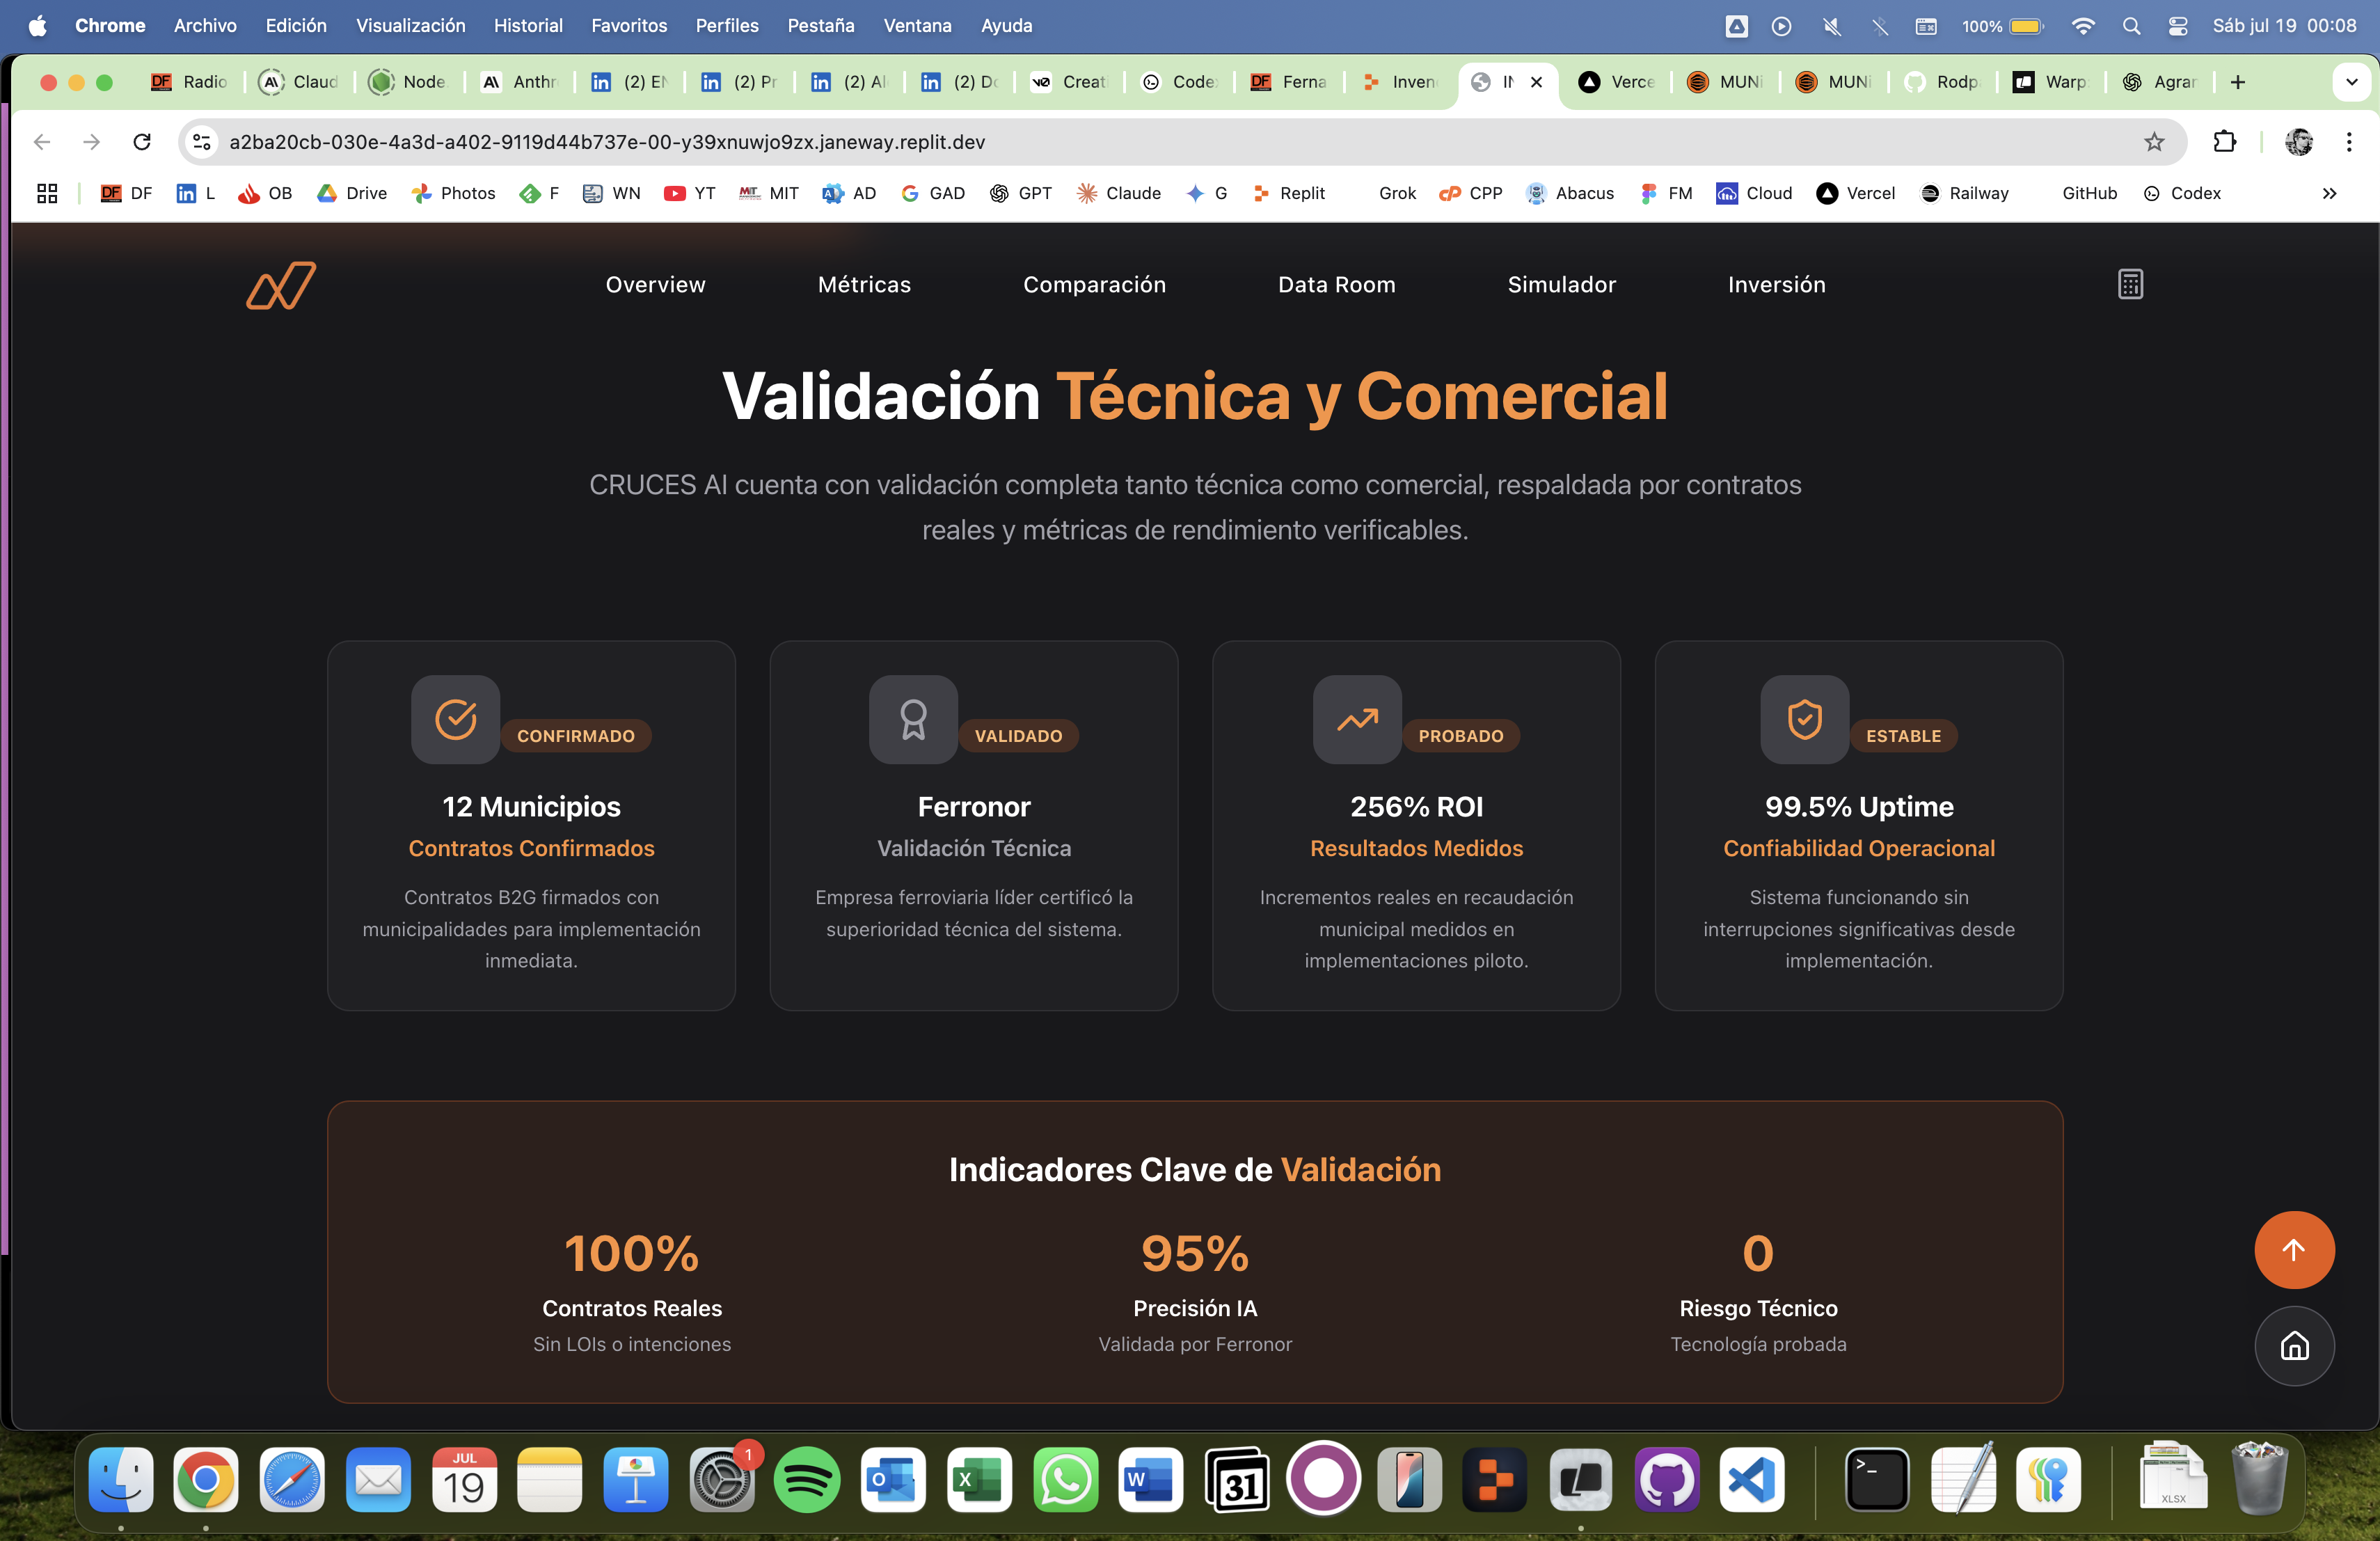 Chrome Archivo Edición Visualización Historial Favoritos Perfiles Pestaña Ventana Ayuda 100% Sáb jul 19 00:08
DF Radio Claud Node Anthr (2) EN (2) Pr (2) Al (2) Do v0 Creati Codex DF Ferna Inven IN Verce MUNi MUNi Rodp Warp: Agrar
a2ba20cb-030e-4a3d-a402-9119d44b737e-00-y39xnuwjo9zx.janeway.replit.dev
DF L OB Drive Photos F WN YT MIT AD GAD GPT Claude G Replit Grok CPP Abacus FM Cloud Vercel Railway GitHub Codex
Overview Métricas Comparación Data Room Simulador Inversión
Validación Técnica y Comercial
CRUCES AI cuenta con validación completa tanto técnica como comercial, respaldada por contratos
reales y métricas de rendimiento verificables.
CONFIRMADO
12 Municipios
Contratos Confirmados
Contratos B2G firmados con
municipalidades para implementación
inmediata.
VALIDADO
Ferronor
Validación Técnica
Empresa ferroviaria líder certificó la
superioridad técnica del sistema.
PROBADO
256% ROI
Resultados Medidos
Incrementos reales en recaudación
municipal medidos en
implementaciones piloto.
ESTABLE
99.5% Uptime
Confiabilidad Operacional
Sistema funcionando sin
interrupciones significativas desde
implementación.
Indicadores Clave de Validación
100%
Contratos Reales
Sin LOIs o intenciones
95%
Precisión IA
Validada por Ferronor
0
Riesgo Técnico
Tecnología probada
JUL
19
1
31
XLSX